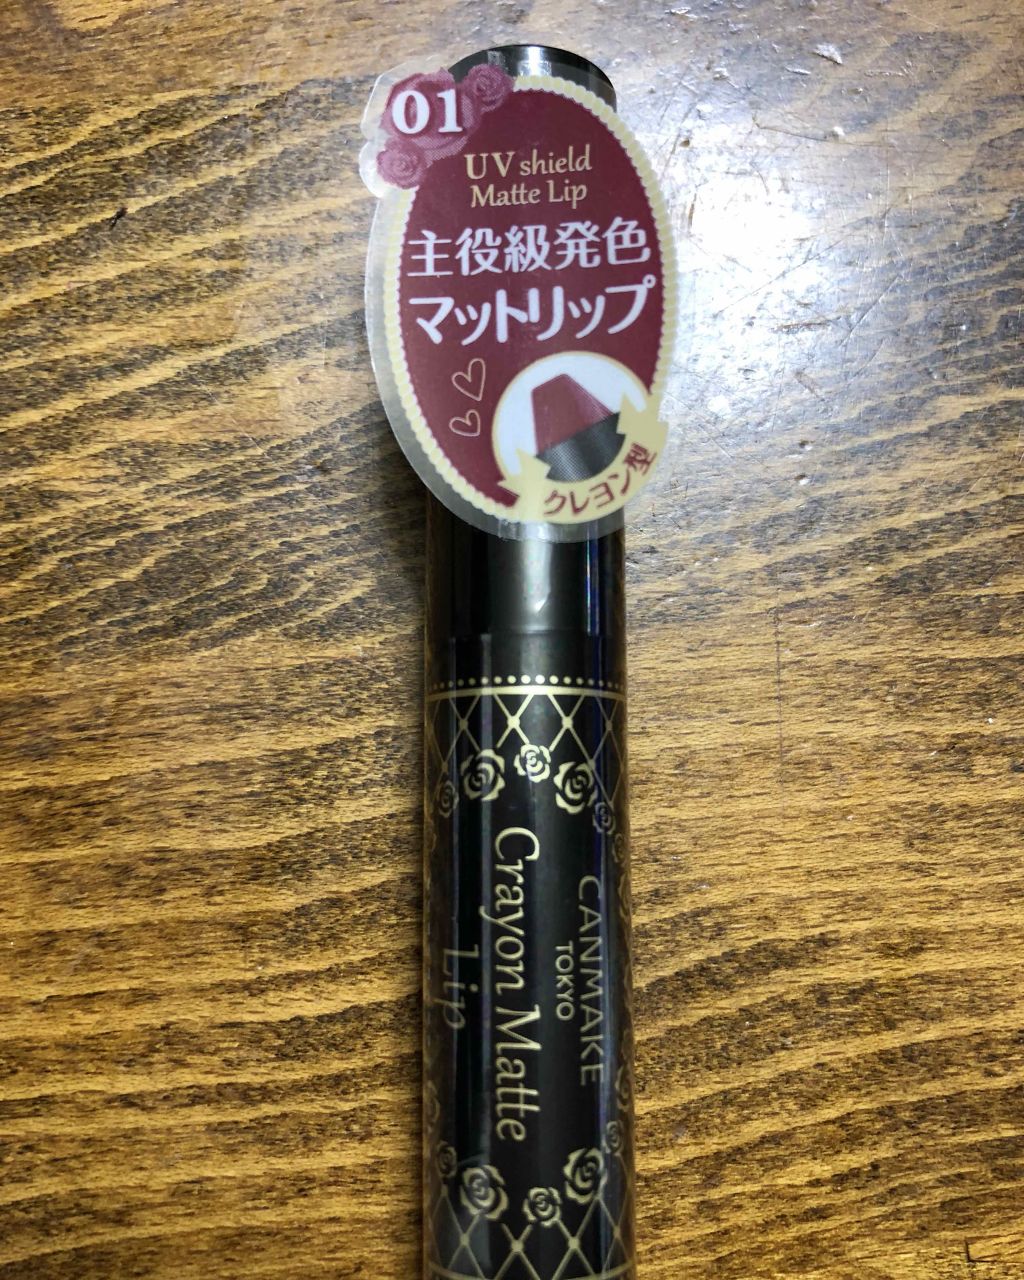 01
UV shield
Matte Lip
主役級発色
マットリップ
クレヨン型
CANMAKE
TOKYO
Crayon Matte
Lip